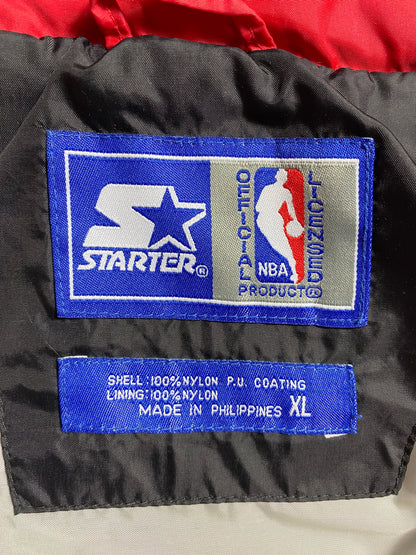 STARTER®
OFFICIAL
LICENSED
NBA
PRODUCT®
SHELL:100%NYLON P.U. COATING
LINING:100%NYLON
MADE IN PHILIPPINES XL